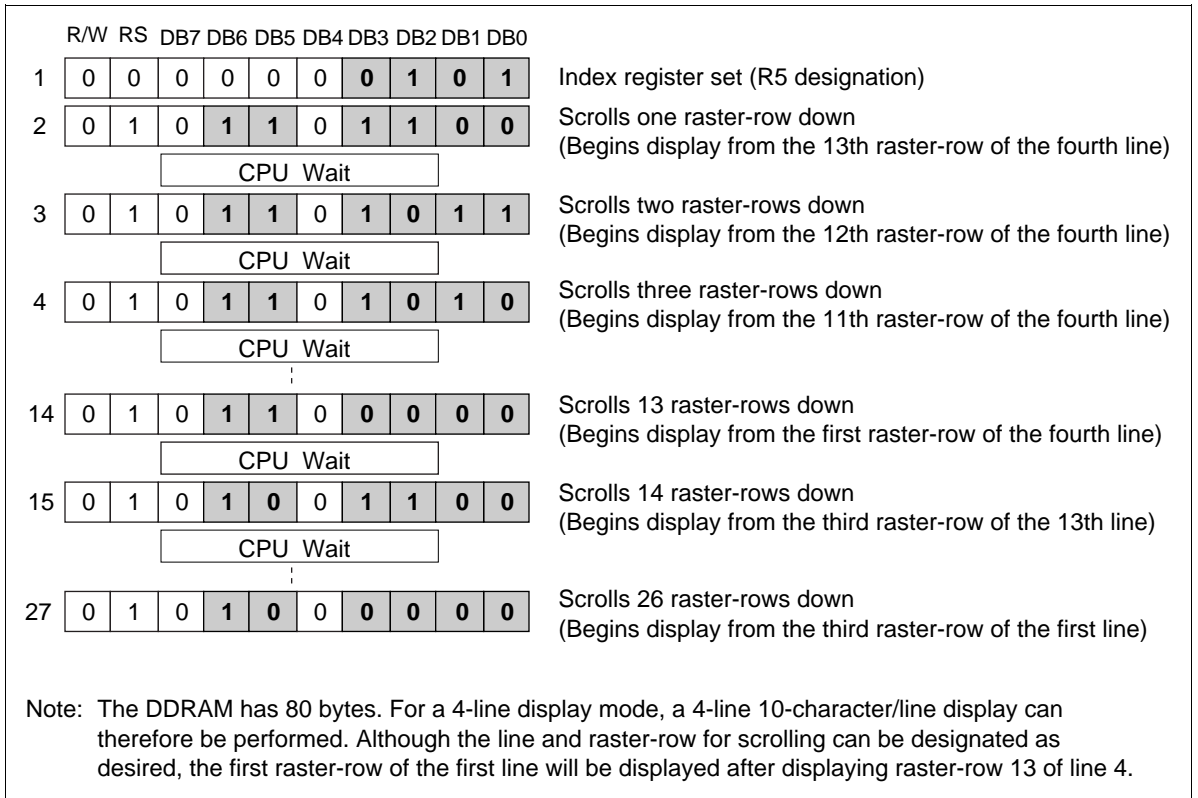 R/W RS DB7 DB6 DB5 DB4 DB3 DB2 DB1 DB0
1 0 0 0 0 0 0 0 1 0 1 Index register set (R5 designation)
2 0 1 0 1 1 0 1 1 0 0 Scrolls one raster-row down
(Begins display from the 13th raster-row of the fourth line)
CPU Wait
3 0 1 0 1 1 0 1 0 1 1 Scrolls two raster-rows down
(Begins display from the 12th raster-row of the fourth line)
CPU Wait
4 0 1 0 1 1 0 1 0 1 0 Scrolls three raster-rows down
(Begins display from the 11th raster-row of the fourth line)
CPU Wait
14 0 1 0 1 1 0 0 0 0 0 Scrolls 13 raster-rows down
(Begins display from the first raster-row of the fourth line)
CPU Wait
15 0 1 0 1 0 0 1 1 0 0 Scrolls 14 raster-rows down
(Begins display from the third raster-row of the 13th line)
CPU Wait
27 0 1 0 1 0 0 0 0 0 0 Scrolls 26 raster-rows down
(Begins display from the third raster-row of the first line)
Note: The DDRAM has 80 bytes. For a 4-line display mode, a 4-line 10-character/line display can
therefore be performed. Although the line and raster-row for scrolling can be designated as
desired, the first raster-row of the first line will be displayed after displaying raster-row 13 of line 4.